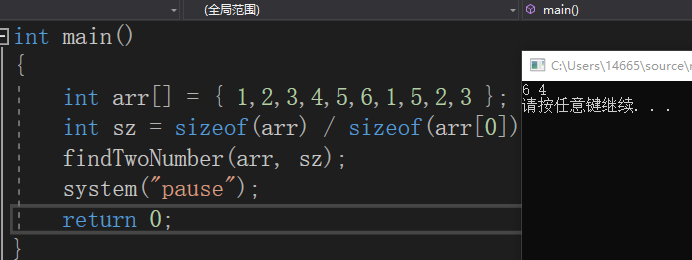 (全局范围) main()
int main()
{
int arr[] = { 1,2,3,4,5,6,1,5,2,3 };
int sz = sizeof(arr) / sizeof(arr[0])
findTwoNumber(arr, sz);
system("pause");
return 0;
}
C:\Users\14665\source\r
6 4
请按任意键继续. . .